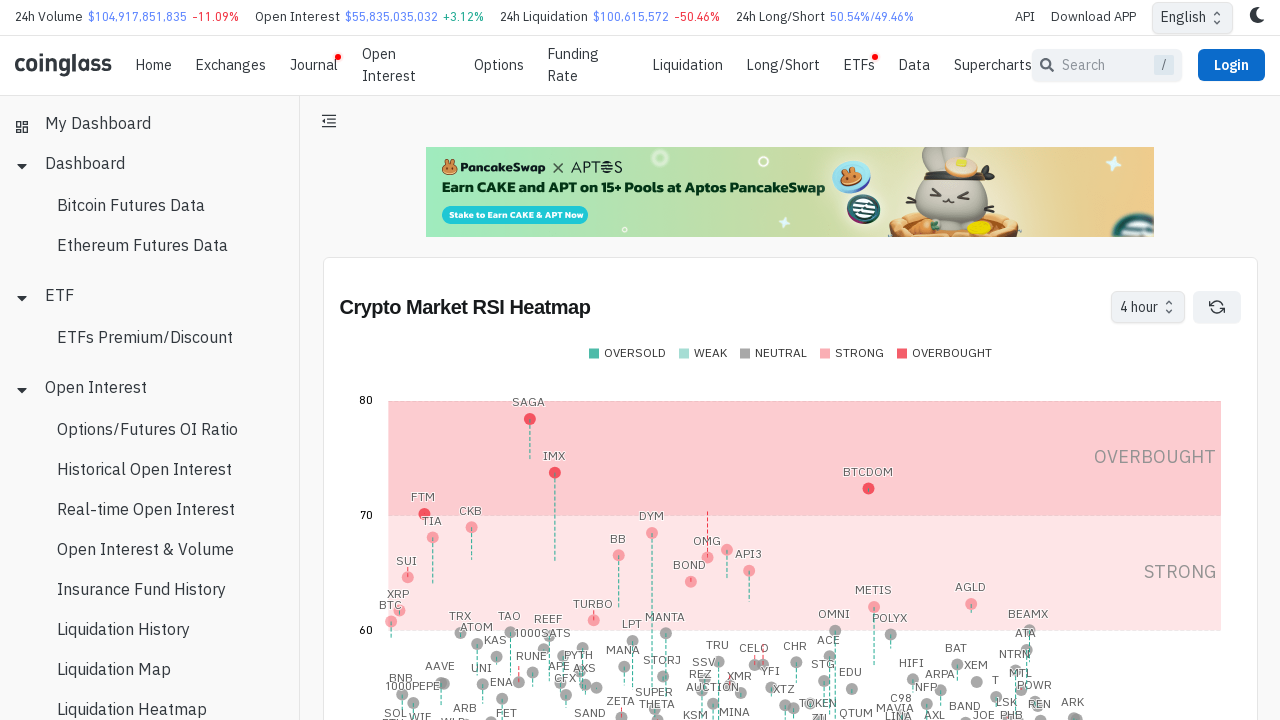 24h Volume $104,917,851,835 -11.09% Open Interest $55,835,035,032 +3.12% 24h Liquidation $100,615,572 -50.46% 24h Long/Short 50.54%/49.46% API Download APP English
coinglass Home Exchanges Journal Open Interest Options Funding Rate Liquidation Long/Short ETFs Data Supercharts Search / Login
My Dashboard
Dashboard
Bitcoin Futures Data
Ethereum Futures Data
ETF
ETFs Premium/Discount
Open Interest
Options/Futures OI Ratio
Historical Open Interest
Real-time Open Interest
Open Interest & Volume
Insurance Fund History
Liquidation History
Liquidation Map
Liquidation Heatmap
PancakeSwap × APTOS
Earn CAKE and APT on 15+ Pools at Aptos PancakeSwap
Stake to Earn CAKE & APT Now
Crypto Market RSI Heatmap
4 hour
OVERSOLD WEAK NEUTRAL STRONG OVERBOUGHT
80
SAGA
IMX
OVERBOUGHT
BTCDOM
FTM
70
CKB
DYM
TIA
BB
OMG
API3
SUI
BOND
STRONG
XRP
METIS
AGLD
BTC
TURBO
60
TRX
TAO
REEF
LPT
MANTA
OMNI
POLYX
BEAMX
ATOM
1000SATS
KAS
ACE
ATA
TRU
CELO
CHR
MANA
BAT
RUNE
PYTH
STORJ
SSV
STG
HIFI
NTRN
AAVE
UNI
APE
AKS
REZ
XMR
YFI
EDU
ARPA
XEM
MTL
BNB
1000PEPE
ENA
CFX
AUCTION
XTZ
NFP
T
POWR
SUPER
ZETA
THETA
TOKEN
C98
MAVIA
LSK
REN
ARK
SOL
WIF
ARB
FET
SAND
KSM
MINA
ZIL
QTUM
LINA
AXL
BAND
JOE
PHB